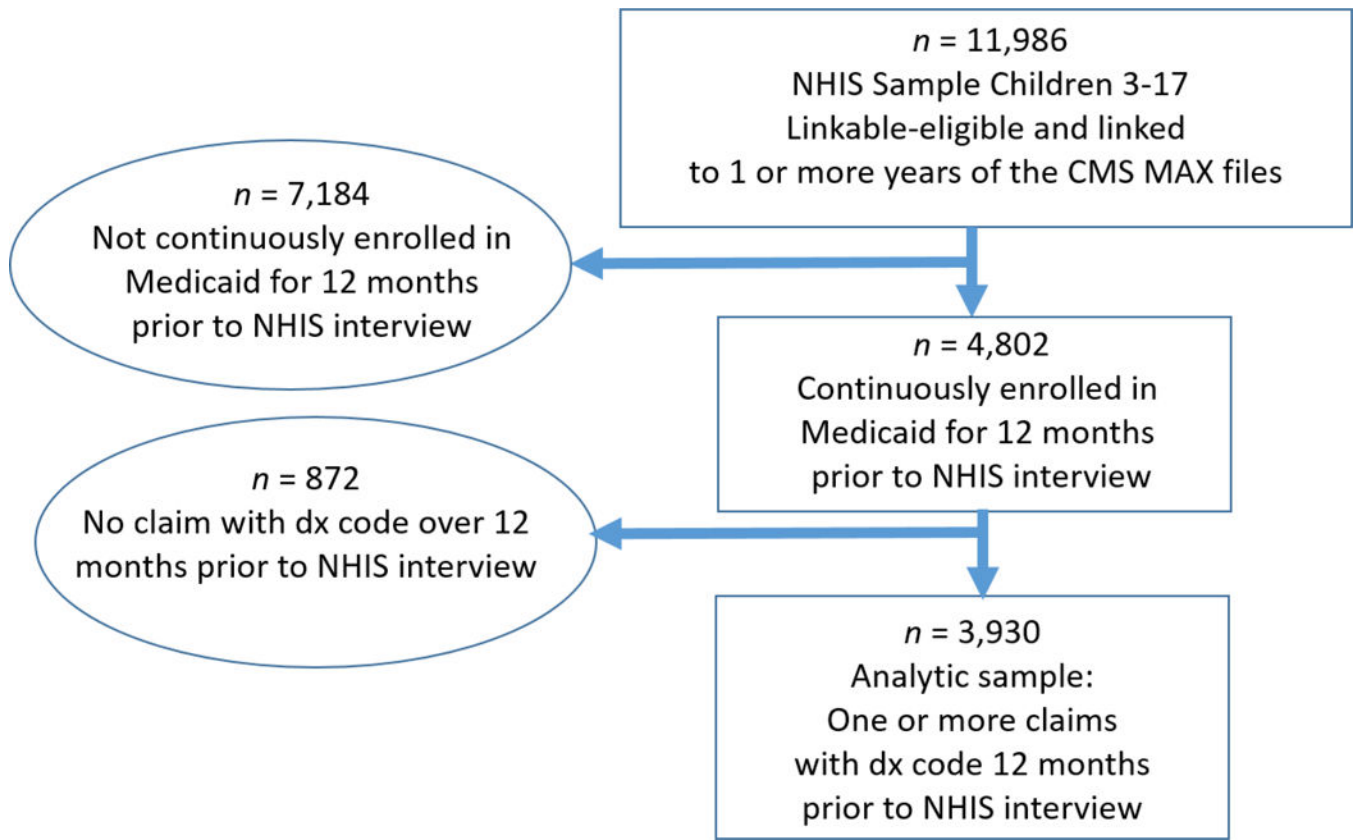 n = 11,986
NHIS Sample Children 3-17
Linkable-eligible and linked
to 1 or more years of the CMS MAX files
n = 7,184
Not continuously enrolled in
Medicaid for 12 months
prior to NHIS interview
n = 4,802
Continuously enrolled in
Medicaid for 12 months
prior to NHIS interview
n = 872
No claim with dx code over 12
months prior to NHIS interview
n = 3,930
Analytic sample:
One or more claims
with dx code 12 months
prior to NHIS interview